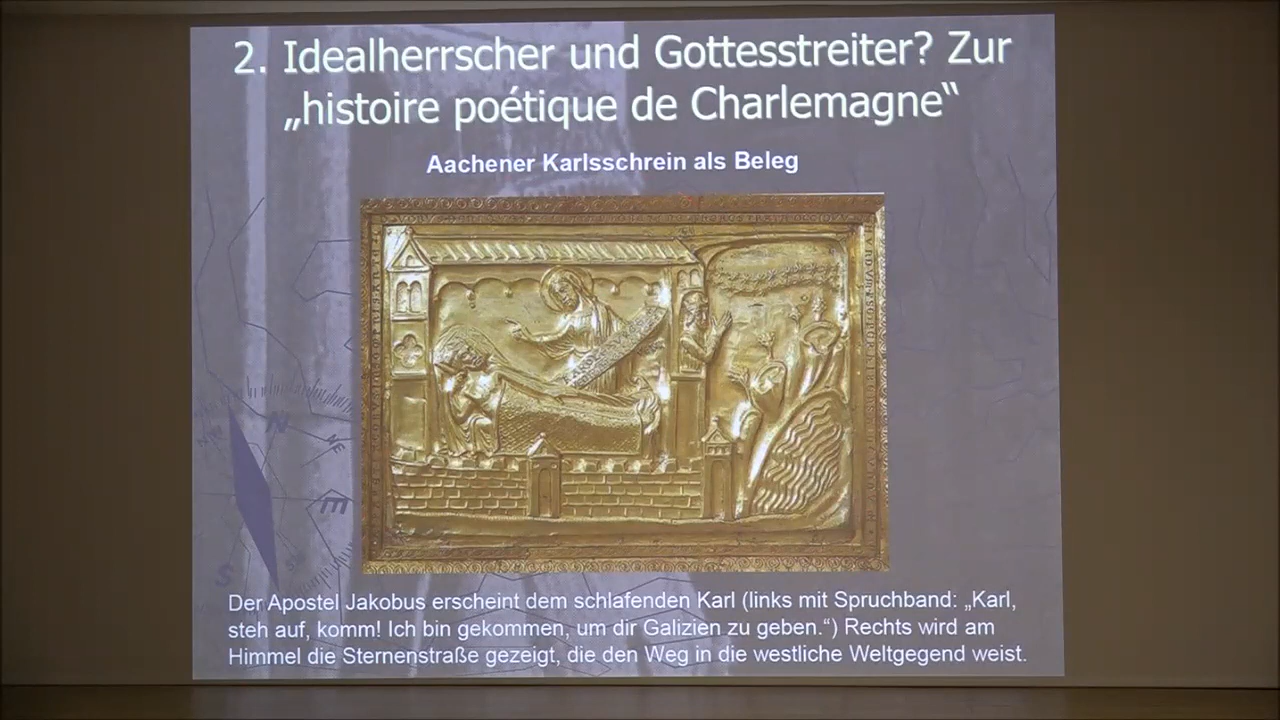 2. Idealherrscher und Gottesstreiter? Zur
„histoire poétique de Charlemagne“
Aachener Karlsschrein als Beleg
N
NE
E
S
Der Apostel Jakobus erscheint dem schlafenden Karl (links mit Spruchband: „Karl,
steh auf, komm! Ich bin gekommen, um dir Galizien zu geben.“) Rechts wird am
Himmel die Sternenstraße gezeigt, die den Weg in die westliche Weltgegend weist.